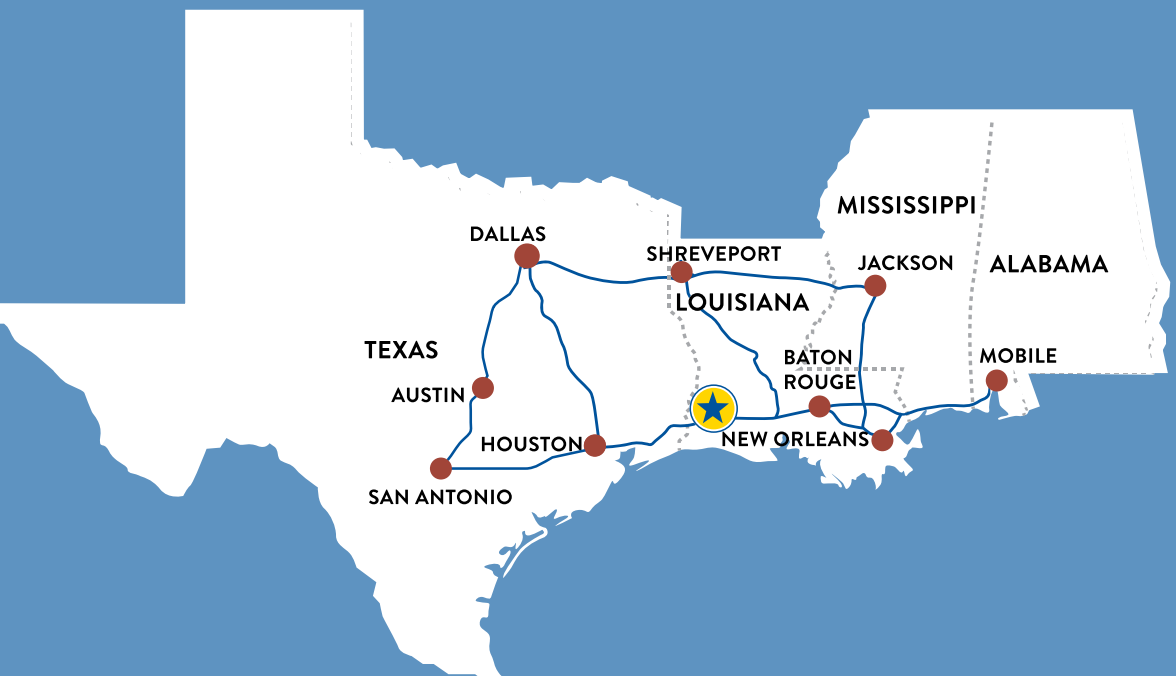 MISSISSIPPI
DALLAS
SHREVEPORT
JACKSON
ALABAMA
LOUISIANA
TEXAS
BATON
ROUGE
MOBILE
AUSTIN
HOUSTON
NEW ORLEANS
SAN ANTONIO